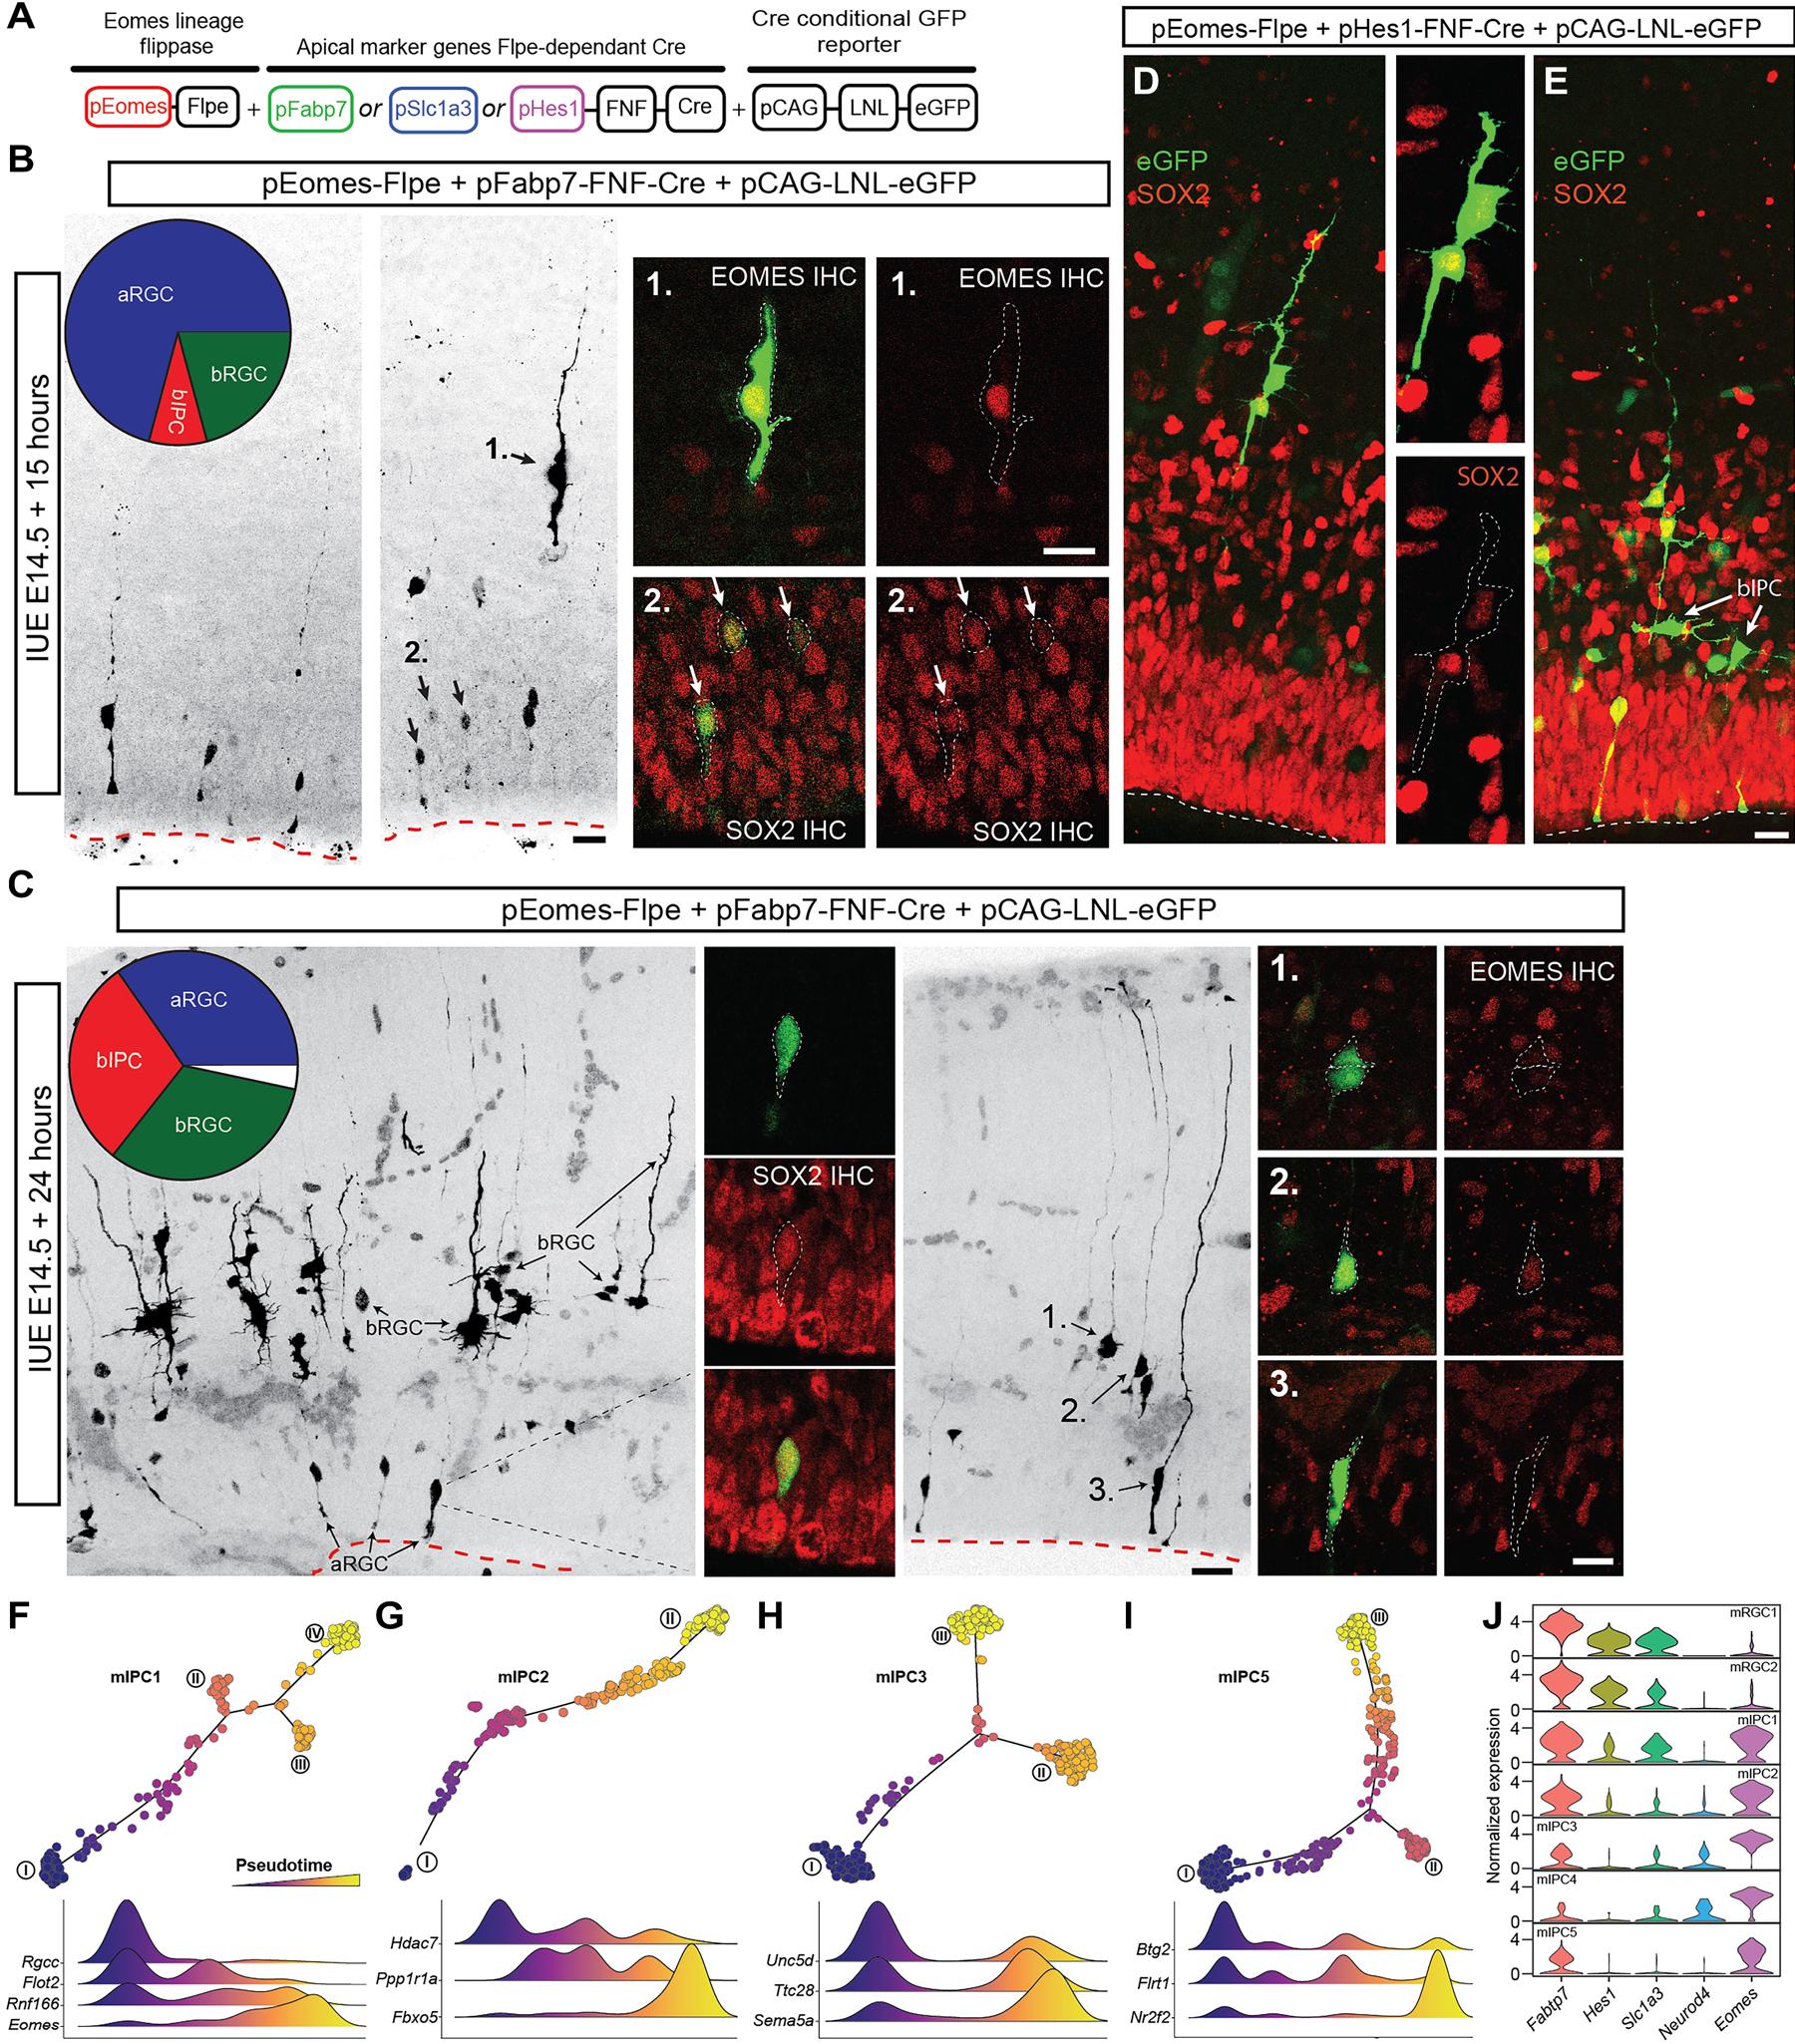 A
Eomes lineage
flippase
Apical marker genes Flpe-dependant Cre
Cre conditional GFP
reporter
pEomes Flpe + pFabp7 or pSlc1a3 or pHes1 FNF Cre + pCAG LNL eGFP
B
pEomes-Flpe + pFabp7-FNF-Cre + pCAG-LNL-eGFP
IUE E14.5 + 15 hours
aRGC
bRGC
bIPC
1.
2.
1.
EOMES IHC
1.
EOMES IHC
2.
SOX2 IHC
2.
SOX2 IHC
pEomes-Flpe + pHes1-FNF-Cre + pCAG-LNL-eGFP
D
eGFP
SOX2
SOX2
E
eGFP
SOX2
bIPC
C
pEomes-Flpe + pFabp7-FNF-Cre + pCAG-LNL-eGFP
IUE E14.5 + 24 hours
aRGC
bIPC
bRGC
bRGC
bRGC
aRGC
SOX2 IHC
1.
2.
3.
1.
EOMES IHC
2.
3.
F
mIPC1
I
II
III
IV
Pseudotime
Rgcc
Flot2
Rnf166
Eomes
G
mIPC2
I
II
Hdac7
Ppp1r1a
Fbxo5
H
mIPC3
I
II
III
Unc5d
Ttc28
Sema5a
I
mIPC5
I
II
III
Btg2
Flrt1
Nr2f2
J
Normalized expression
mRGC1
4
0
mRGC2
4
0
mIPC1
4
0
mIPC2
4
0
mIPC3
4
0
mIPC4
4
0
mIPC5
4
0
Fabtp7
Hes1
Slc1a3
Neurod4
Eomes